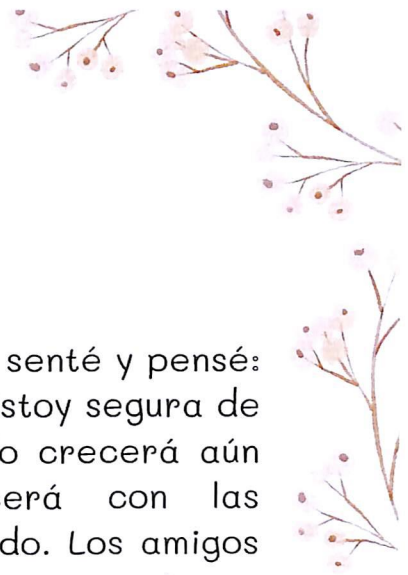 senté y pensé:
stoy segura de
o crecerá aún
erá con las
do. Los amigos